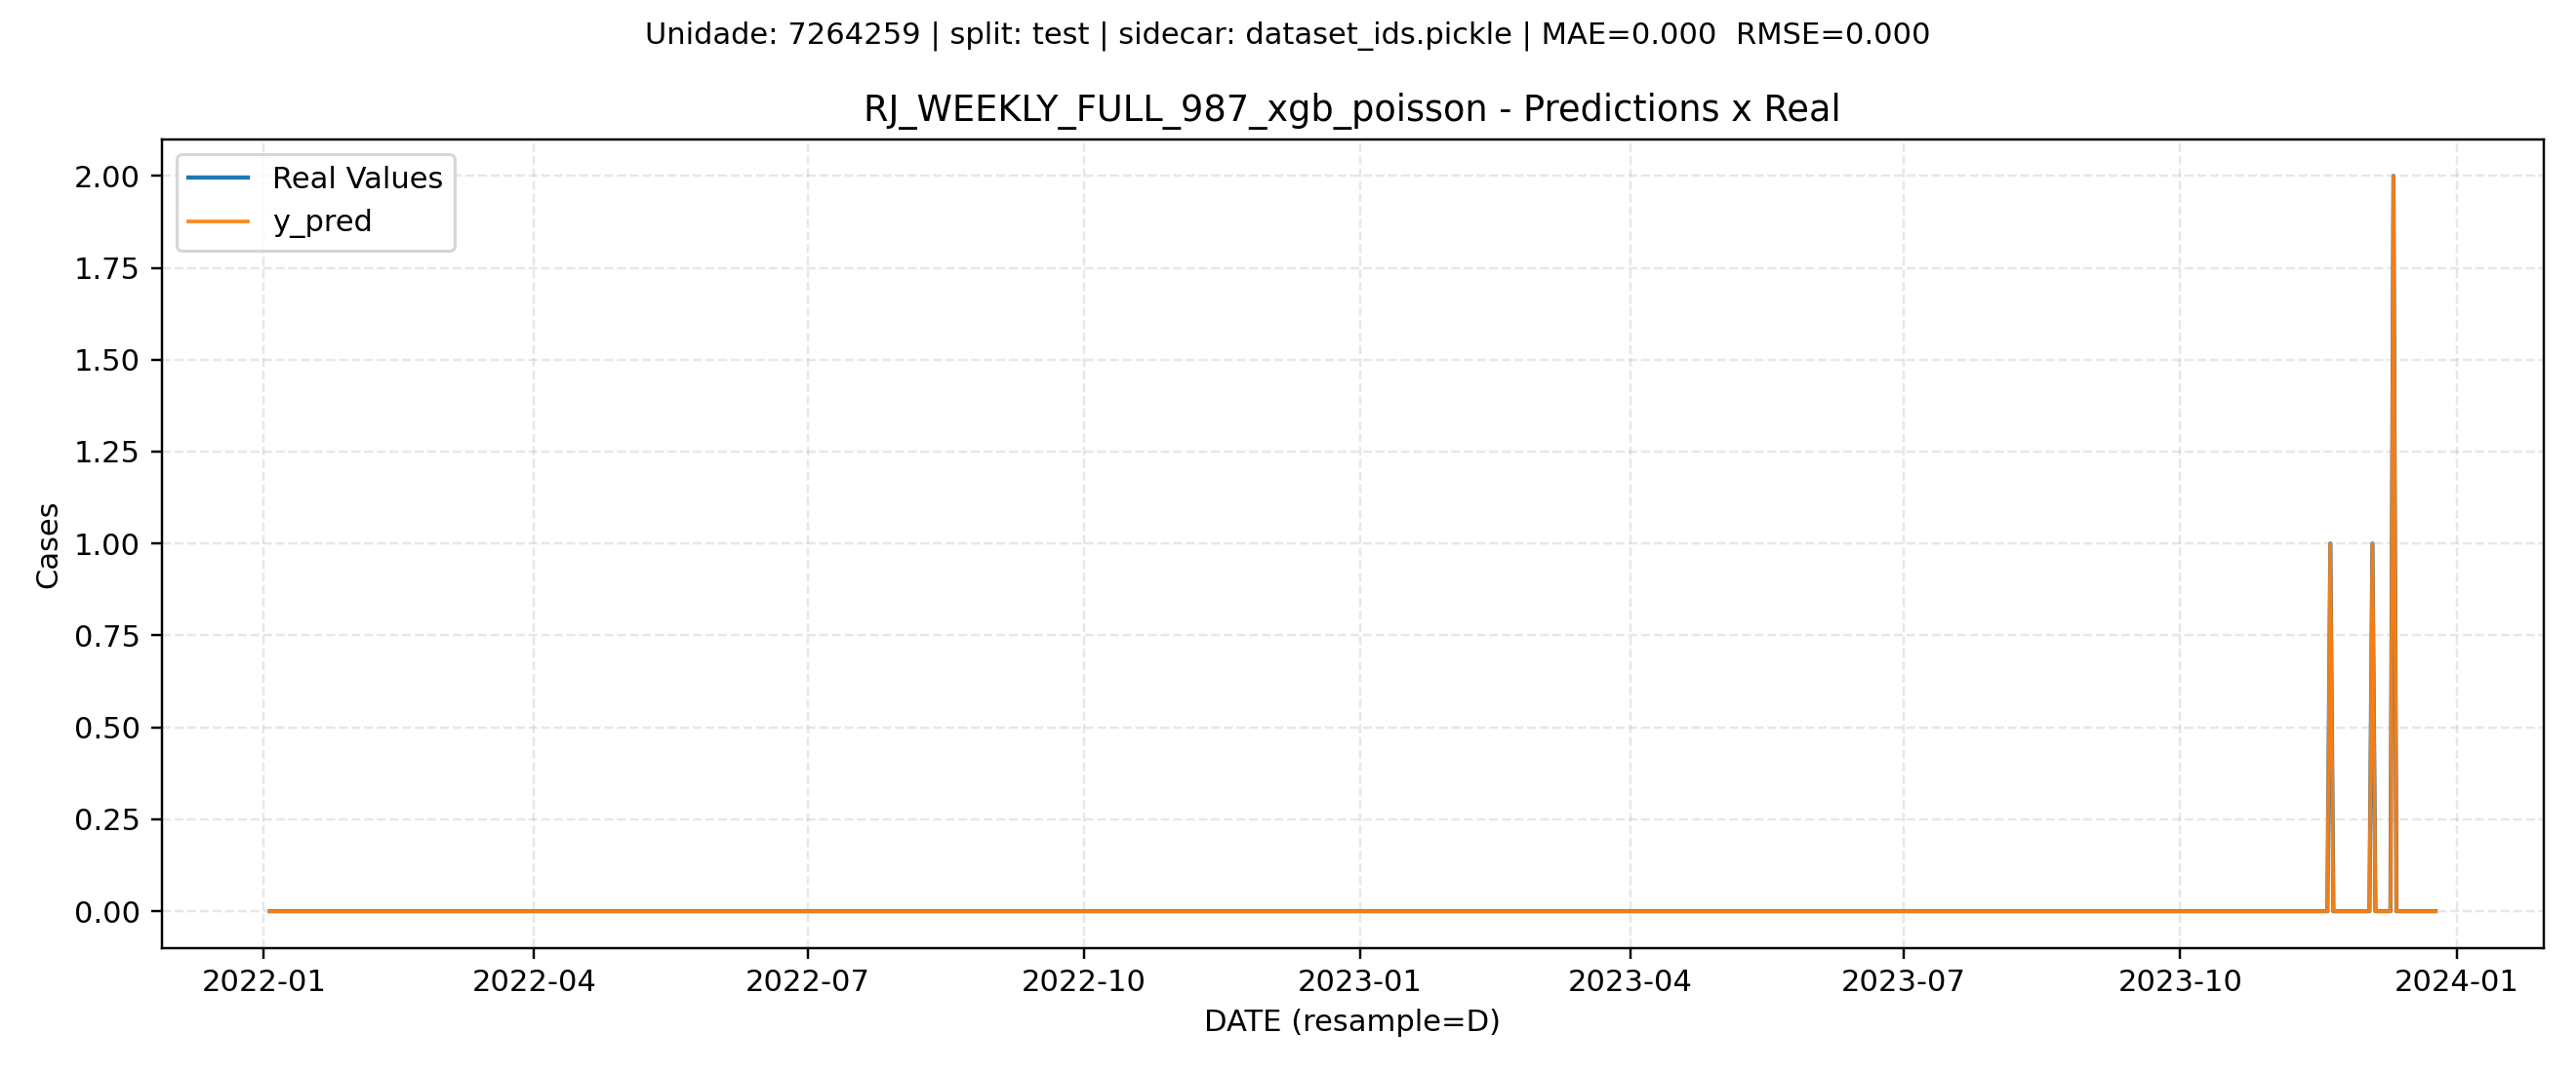 Unidade: 7264259 | split: test | sidecar: dataset_ids.pickle | MAE=0.000  RMSE=0.000
RJ_WEEKLY_FULL_987_xgb_poisson - Predictions x Real
Real Values
y_pred
2.00
1.75
1.50
1.25
1.00
0.75
0.50
0.25
0.00
Cases
2022-01 2022-04 2022-07 2022-10 2023-01 2023-04 2023-07 2023-10 2024-01
DATE (resample=D)